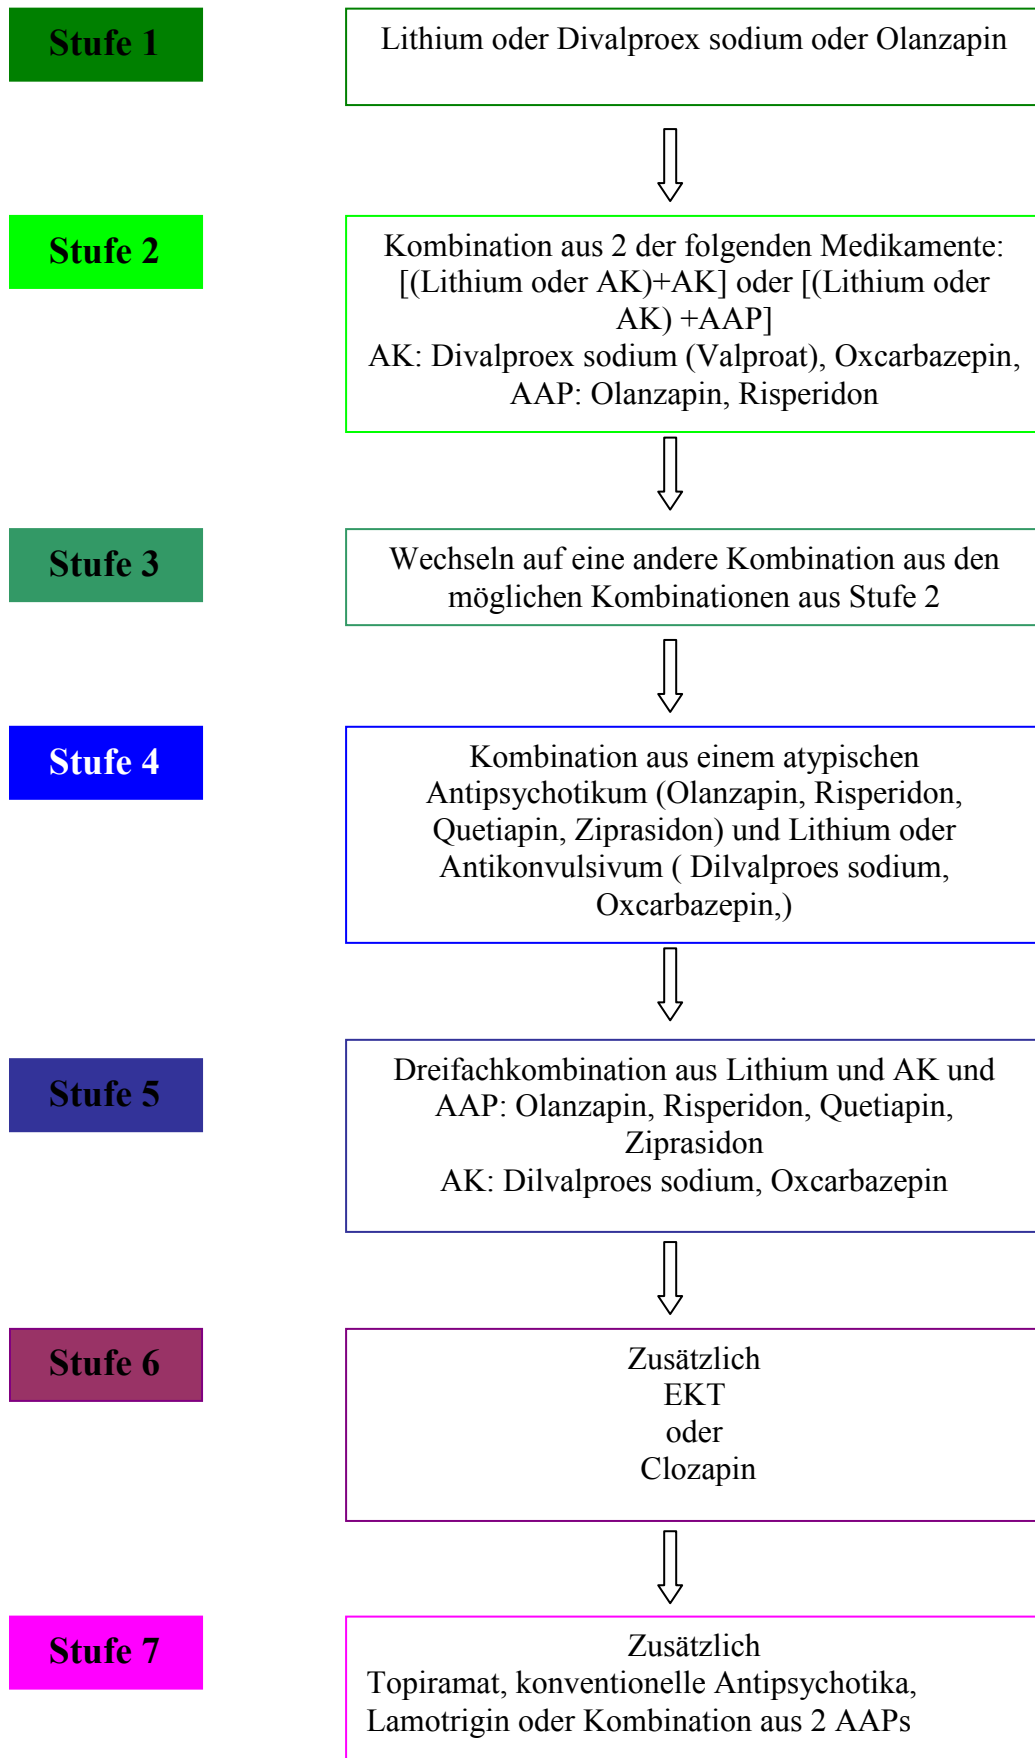 Stufe 1
Lithium oder Divalproex sodium oder Olanzapin
Stufe 2
Kombination aus 2 der folgenden Medikamente:
[(Lithium oder AK)+AK] oder [(Lithium oder
AK) +AAP]
AK: Divalproex sodium (Valproat), Oxcarbazepin,
AAP: Olanzapin, Risperidon
Stufe 3
Wechseln auf eine andere Kombination aus den
möglichen Kombinationen aus Stufe 2
Stufe 4
Kombination aus einem atypischen
Antipsychotikum (Olanzapin, Risperidon,
Quetiapin, Ziprasidon) und Lithium oder
Antikonvulsivum ( Dilvalproes sodium,
Oxcarbazepin,)
Stufe 5
Dreifachkombination aus Lithium und AK und
AAP: Olanzapin, Risperidon, Quetiapin,
Ziprasidon
AK: Dilvalproes sodium, Oxcarbazepin
Stufe 6
Zusätzlich
EKT
oder
Clozapin
Stufe 7
Zusätzlich
Topiramat, konventionelle Antipsychotika,
Lamotrigin oder Kombination aus 2 AAPs